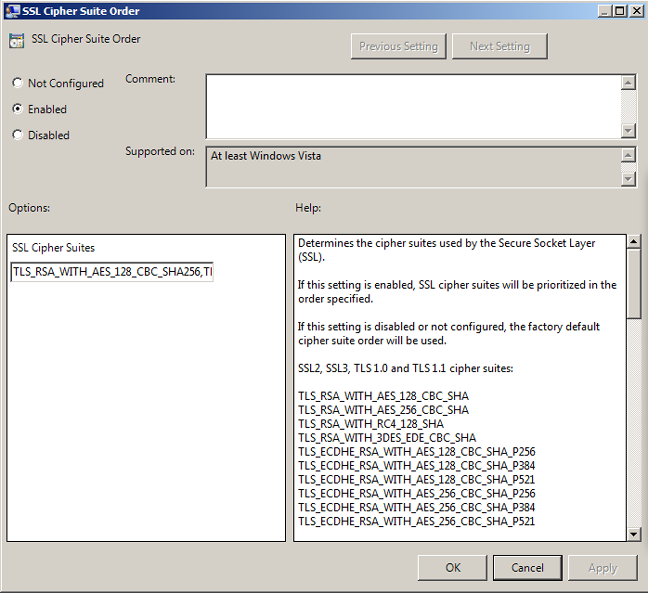 SSL Cipher Suite Order
SSL Cipher Suite Order
Previous Setting
Next Setting
Not Configured
Comment:
Enabled
Disabled
Supported on:
At least Windows Vista
Options:
Help:
SSL Cipher Suites
TLS_RSA_WITH_AES_128_CBC_SHA256,Tl
Determines the cipher suites used by the Secure Socket Layer
(SSL).
If this setting is enabled, SSL cipher suites will be prioritized in the
order specified.
If this setting is disabled or not configured, the factory default
cipher suite order will be used.
SSL2, SSL3, TLS 1.0 and TLS 1.1 cipher suites:
TLS_RSA_WITH_AES_128_CBC_SHA
TLS_RSA_WITH_AES_256_CBC_SHA
TLS_RSA_WITH_RC4_128_SHA
TLS_RSA_WITH_3DES_EDE_CBC_SHA
TLS_ECDHE_RSA_WITH_AES_128_CBC_SHA_P256
TLS_ECDHE_RSA_WITH_AES_128_CBC_SHA_P384
TLS_ECDHE_RSA_WITH_AES_128_CBC_SHA_P521
TLS_ECDHE_RSA_WITH_AES_256_CBC_SHA_P256
TLS_ECDHE_RSA_WITH_AES_256_CBC_SHA_P384
TLS_ECDHE_RSA_WITH_AES_256_CBC_SHA_P521
OK
Cancel
Apply